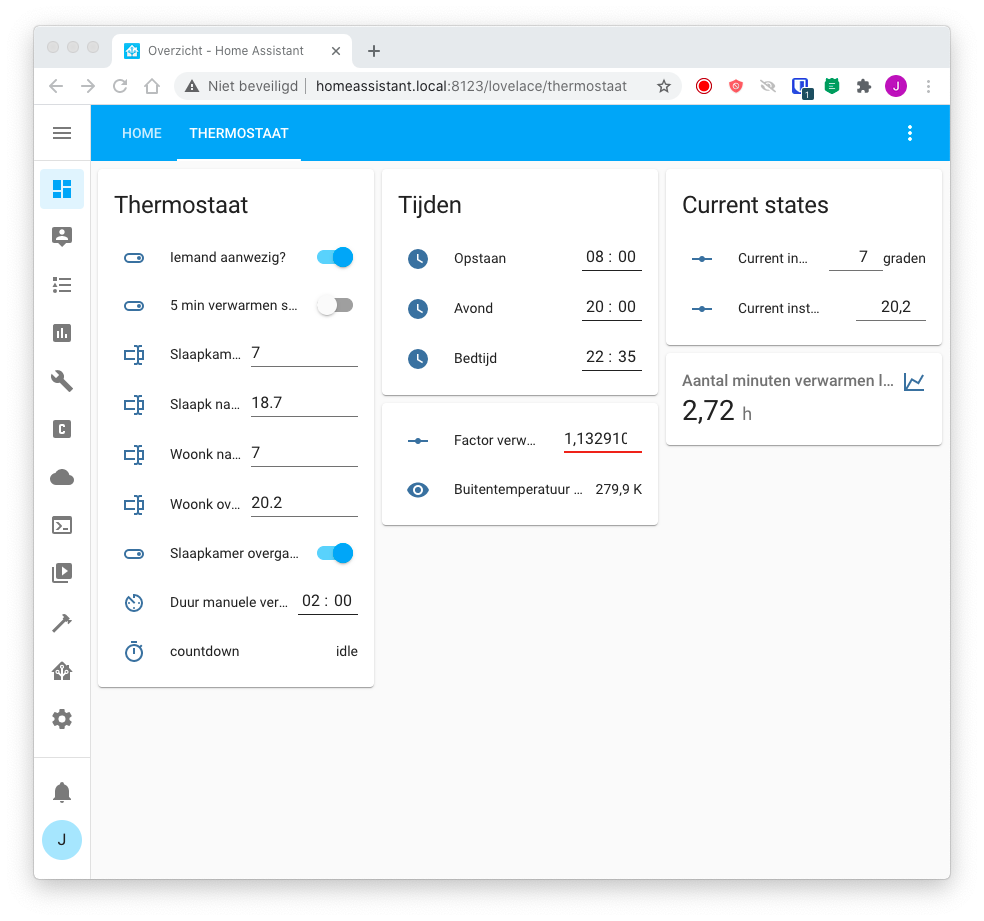 Overzicht - Home Assistant
Niet beveiligd
homeassistant.local:8123/lovelace/thermostaat
1
J
HOME
THERMOSTAAT
Thermostaat
Iemand aanwezig?
5 min verwarmen s...
Slaapkam... 7
Slaapk na... 18.7
Woonk na... 7
Woonk ov... 20.2
Slaapkamer overga...
Duur manuele ver... 02 : 00
countdown idle
Tijden
Opstaan 08 : 00
Avond 20 : 00
Bedtijd 22 : 35
Factor verw... 1,132910
Buitentemperatuur ... 279,9 K
Current states
Current in... 7 graden
Current inst... 20,2
Aantal minuten verwarmen l...
2,72 h
C
J